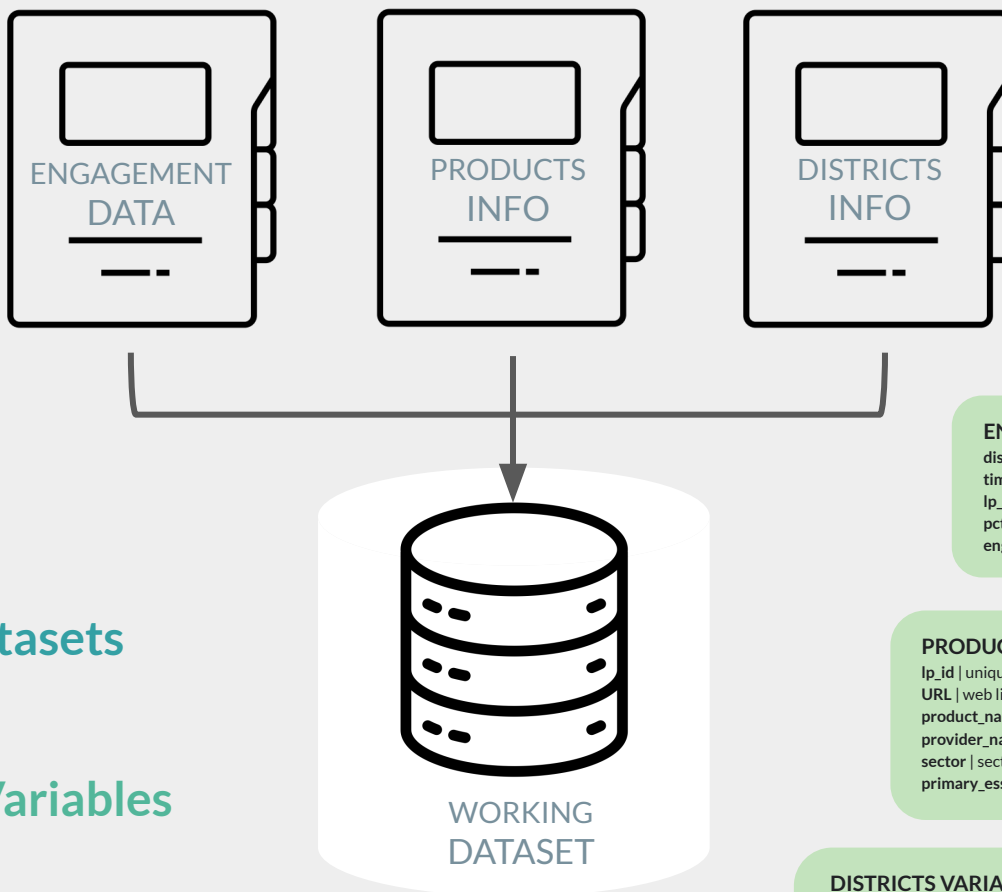 ENGAGEMENT
DATA
PRODUCTS
INFO
DISTRICTS
INFO
tasets
Variables
WORKING
DATASET
EN
dis
tim
lp_
pct
eng
PRODUC
lp_id | uniqu
URL | web li
product_na
provider_na
sector | sect
primary_ess
DISTRICTS VARIA